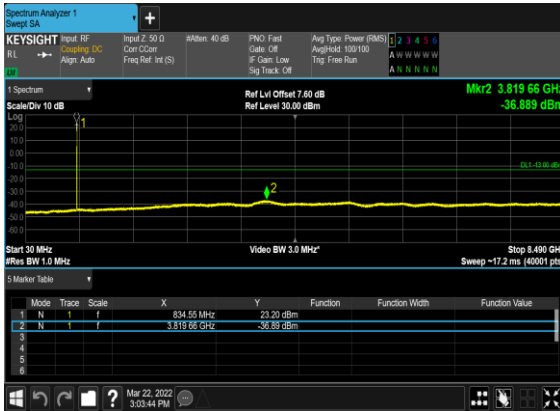 Spectrum Analyzer 1
Swept SA
+
KEYSIGHT Input: RF Input Z: 50 Ω #Atten: 40 dB PNO: Fast Avg Type: Power (RMS) 1 2 3 4 5 6
RL Coupling: DC Corr CCorr Gate: Off Avg|Hold: 100/100 A W W W W W
Align: Auto Freq Ref: Int (S) IF Gain: Low Trig: Free Run
Sig Track: Off A N N N N N
1 Spectrum Ref Lvl Offset 7.60 dB Mkr2 3.819 66 GHz
Scale/Div 10 dB Ref Level 30.00 dBm -36.889 dBm
Log
1
20.0
10.0
0.00
-10.0
DL1 -13.00 dBm
-20.0
-30.0
2
-40.0
-50.0
-60.0
Start 30 MHz Video BW 3.0 MHz* Stop 8.490 GHz
#Res BW 1.0 MHz Sweep ~17.2 ms (40001 pts)
5 Marker Table
Mode Trace Scale X Y Function Function Width Function Value
1 N 1 f 834.55 MHz 23.20 dBm
2 N 1 f 3.819 66 GHz -36.89 dBm
3
4
5
6
? Mar 22, 2022
3:03:44 PM